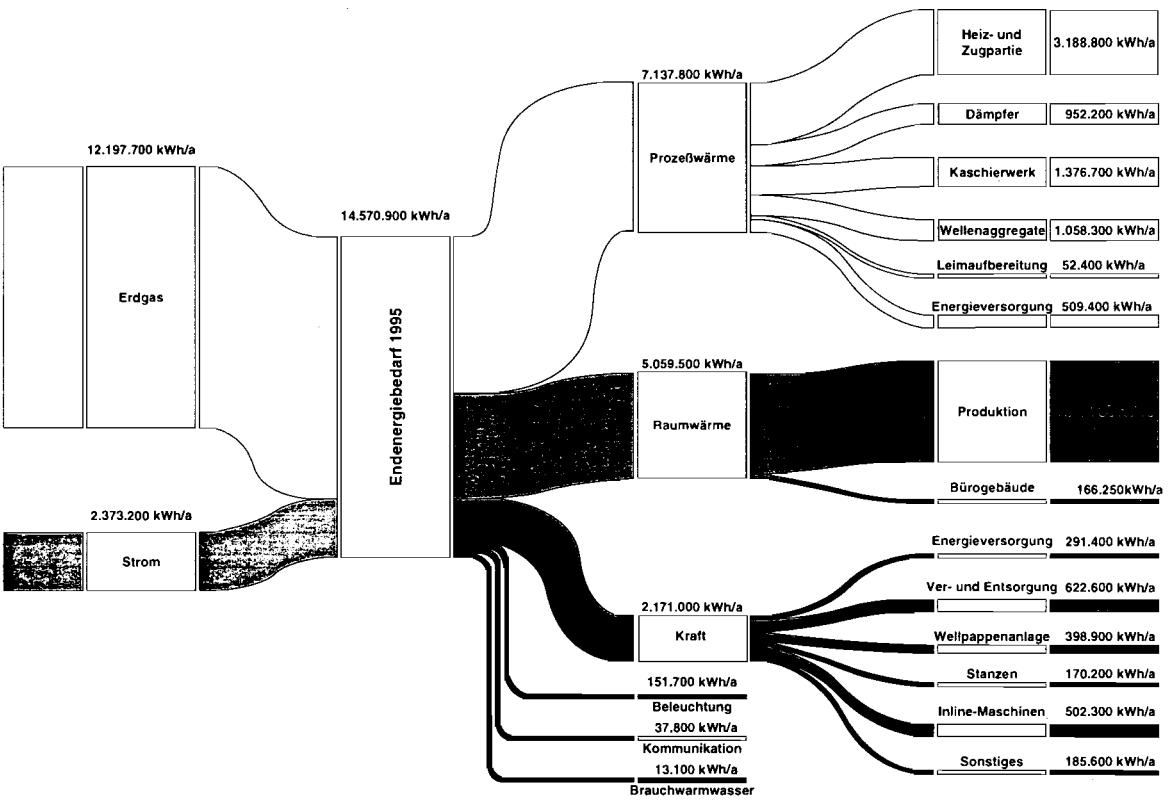 12.197.700 kWh/a
Erdgas
2.373.200 kWh/a
Strom
14.570.900 kWh/a
Endenergiebedarf 1995
7.137.800 kWh/a
Prozeßwärme
5.059.500 kWh/a
Raumwärme
2.171.000 kWh/a
Kraft
151.700 kWh/a
Beleuchtung
37.800 kWh/a
Kommunikation
13.100 kWh/a
Brauchwarmwasser
Heiz- und
Zugpartie
3.188.800 kWh/a
Dämpfer 952.200 kWh/a
Kaschierwerk 1.376.700 kWh/a
Wellenaggregate 1.058.300 kWh/a
Leimaufbereitung 52.400 kWh/a
Energieversorgung 509.400 kWh/a
Produktion
Bürogebäude 166.250kWh/a
Energieversorgung 291.400 kWh/a
Ver- und Entsorgung 622.600 kWh/a
Wellpappenanlage 398.900 kWh/a
Stanzen 170.200 kWh/a
Inline-Maschinen 502.300 kWh/a
Sonstiges 185.600 kWh/a